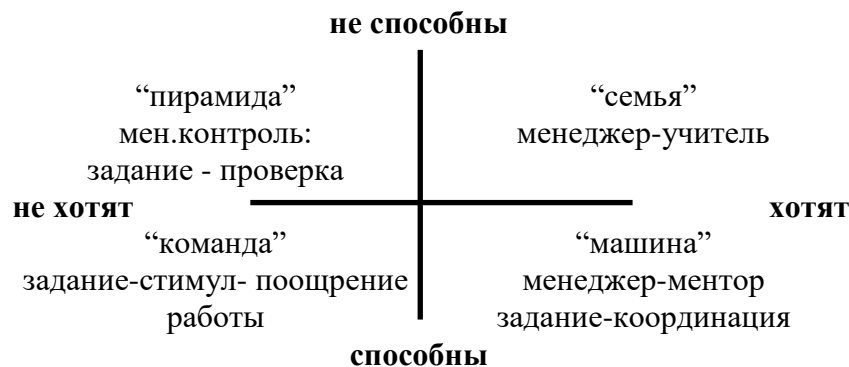 не способны
“пирамида”
мен.контроль:
задание - проверка
“семья”
менеджер-учитель
не хотят
хотят
“команда”
задание-стимул- поощрение
работы
“машина”
менеджер-ментор
задание-координация
способны